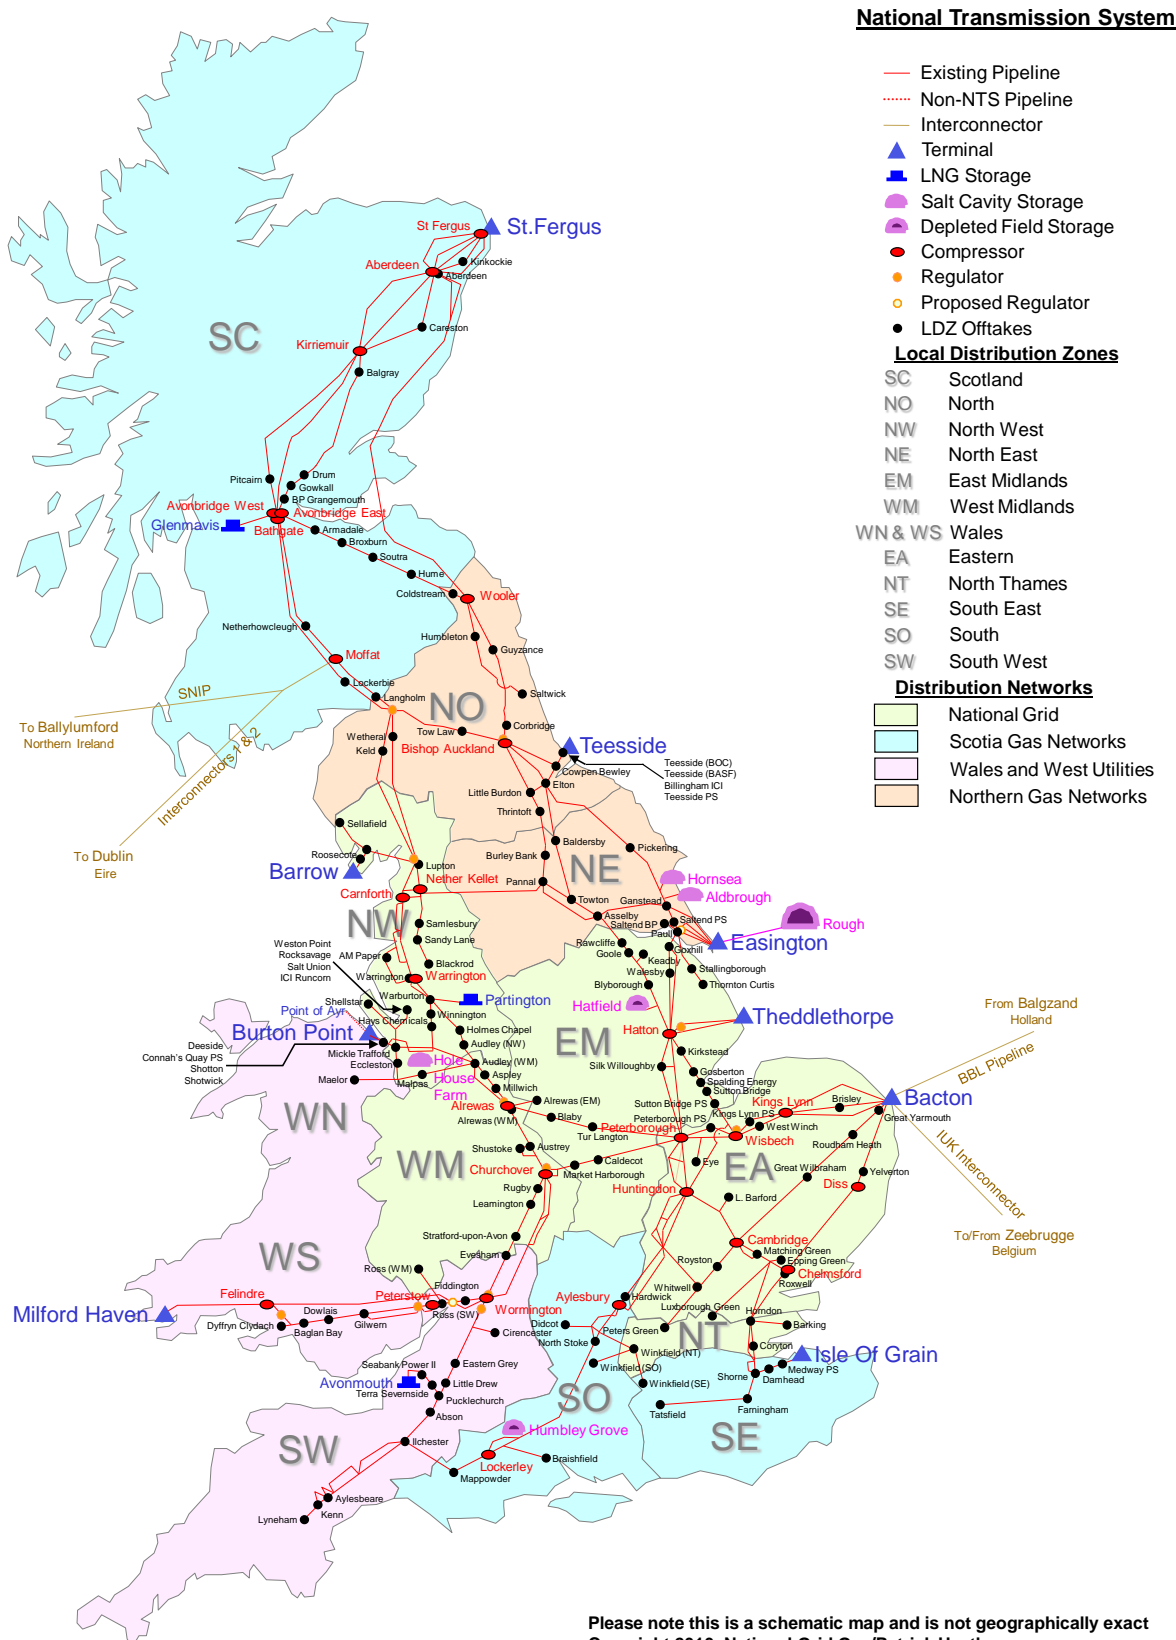 National Transmission System
Existing Pipeline
Non-NTS Pipeline
Interconnector
Terminal
LNG Storage
Salt Cavity Storage
Depleted Field Storage
Compressor
Regulator
Proposed Regulator
LDZ Offtakes
Local Distribution Zones
SC Scotland
NO North
NW North West
NE North East
EM East Midlands
WM West Midlands
WN & WS Wales
EA Eastern
NT North Thames
SE South East
SO South
SW South West
Distribution Networks
National Grid
Scotia Gas Networks
Wales and West Utilities
Northern Gas Networks
St Fergus
St.Fergus
Aberdeen
Kinkockie
Aberdeen
Careston
SC
Kirriemuir
Balgray
Drum
Pitcairn
Gowkall
BP Grangemouth
Avonbridge West
Avonbridge East
Glenmavis
Bathgate
Armadale
Broxburn
Soutra
Hume
Coldstream
Wooler
Netherhowcleugh
Humbleton
Guyzance
Moffat
Lockerbie
SNIP
Langholm
Saltwick
NO
To Ballylumford
Northern Ireland
Interconnectors 1 & 2
Corbridge
Tow Law
Wetheral
Keld
Bishop Auckland
Teesside
Cowpen Bewley
Teesside (BOC)
Teesside (BASF)
Billingham ICI
Teesside PS
Elton
Little Burdon
Thrintoft
Sellafield
To Dublin
Eire
Roosecote
Barrow
Lupton
Baldersby
Pickering
Burley Bank
NE
Nether Kellet
Pannal
Hornsea
Carnforth
Aldbrough
Towton
Ganstead
NW
Asselby
Saltend PS
Saltend BP
Rough
Samlesbury
Paull
Sandy Lane
Rawcliffe
Easington
Weston Point
Rocksavage
Salt Union
ICI Runcorn
AM Paper
Goole
Goxhill
Keadby
Blackrod
Walesby
Stallingborough
Warrington
Warrington
Blyborough
Thornton Curtis
Warburton
Partington
Shellstar
Hatfield
Point of Ayr
Winnington
Hays Chemicals
Theddlethorpe
From Balgzand
Holland
Burton Point
Holmes Chapel
EM
Hatton
Deeside
Connah's Quay PS
Shotton
Shotwick
Mickle Trafford
Audley (NW)
Kirkstead
BBL Pipeline
Eccleston
Hole
House
Farm
Audley (WM)
Silk Willoughby
Gosberton
Maelor
Malpas
Aspley
Spalding Energy
Millwich
Sutton Bridge
Alrewas
Alrewas (EM)
Sutton Bridge PS
Kings Lynn
Brisley
Bacton
WN
Alrewas (WM)
Blaby
Peterborough PS
Kings Lynn PS
Great Yarmouth
Tur Langton
Peterborough
West Winch
Wisbech
Roudham Heath
Shustoke
Austrey
IUK Interconnector
WM
Caldecot
Eye
EA
Great Wilbraham
Yelverton
Churchover
Market Harborough
Diss
Rugby
Huntingdon
L. Barford
Leamington
To/From Zeebrugge
Belgium
WS
Stratford-upon-Avon
Cambridge
Evesham
Matching Green
Epping Green
Royston
Chelmsford
Ross (WM)
Roxwell
Felindre
Peterstow
Fiddington
Whitwell
Milford Haven
Aylesbury
Hardwick
Luxborough Green
Ross (SW)
Wormington
Horndon
Dowlais
Gilwern
Dyffryn Clydach
Baglan Bay
Cirencester
Didcot
Peters Green
NT
Barking
North Stoke
Coryton
Winkfield (NT)
Isle Of Grain
Seabank Power II
Eastern Grey
Winkfield (SO)
Medway PS
Shorne
Damhead
Avonmouth
Little Drew
Winkfield (SE)
Terra Severnside
Pucklechurch
SO
Tatsfield
Farningham
Abson
Humbley Grove
SE
SW
Ilchester
Braishfield
Lockerley
Mappowder
Aylesbeare
Kenn
Lyneham
Please note this is a schematic map and is not geographically exact